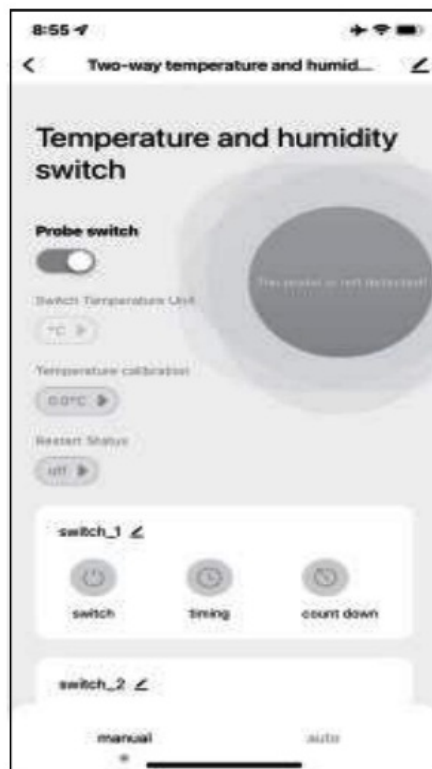 8:55
Two-way temperature and humid...
Temperature and humidity
switch
Probe switch
Switch Temperature Unit
°C
Temperature calibration
0.0°C
Restart Status
off
The probe is not detected!
switch_1
switch
timing
count down
switch_2
manual
auto